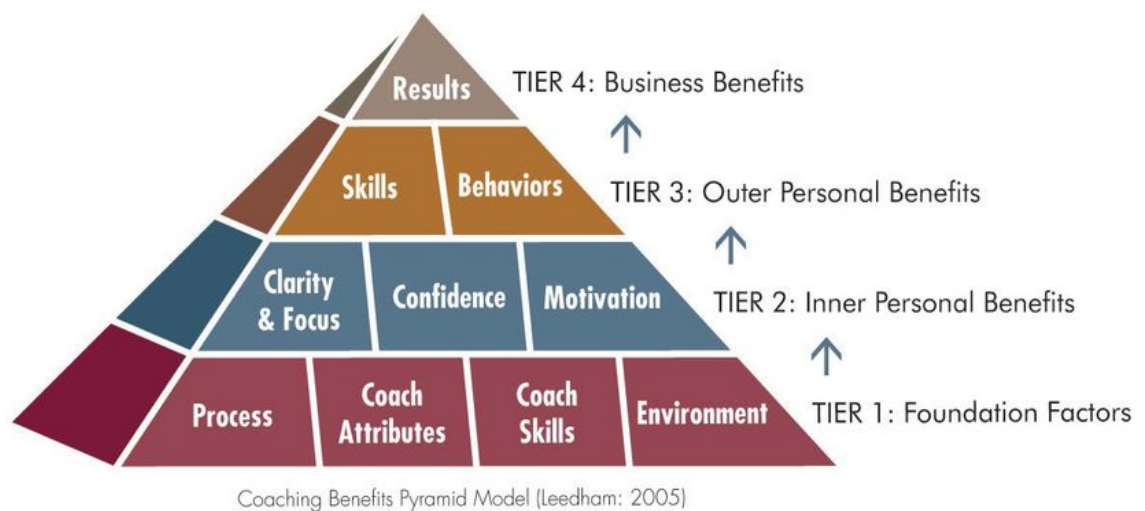 Results
TIER 4: Business Benefits
Skills
Behaviors
TIER 3: Outer Personal Benefits
Clarity
& Focus
Confidence
Motivation
TIER 2: Inner Personal Benefits
Process
Coach
Attributes
Coach
Skills
Environment
TIER 1: Foundation Factors
Coaching Benefits Pyramid Model (Leedham: 2005)